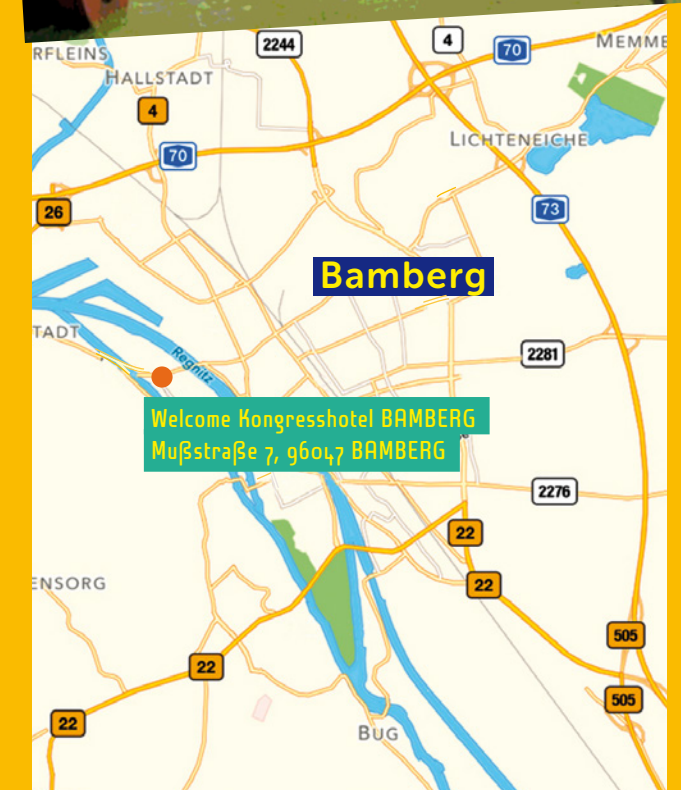 2244
4
70
MEMME
RFLEINS
HALLSTADT
4
LICHTENEICHE
70
26
73
Bamberg
TADT
Regnitz
2281
Welcome Kongresshotel BAMBERG
Mußstraße 7, 96047 BAMBERG
2276
22
ENSORG
22
505
22
505
22
BUG